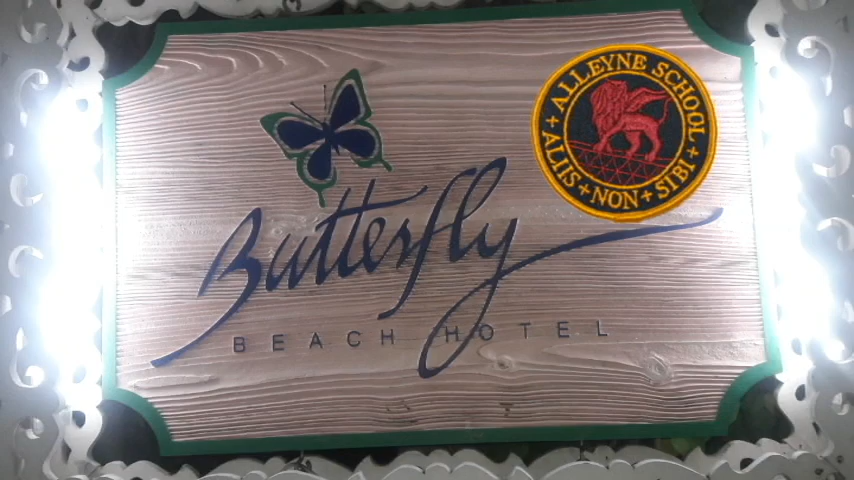 Butterfly
BEACH HOTEL
ALLEYNE SCHOOL
+ ALIIS + NON + SIBI +